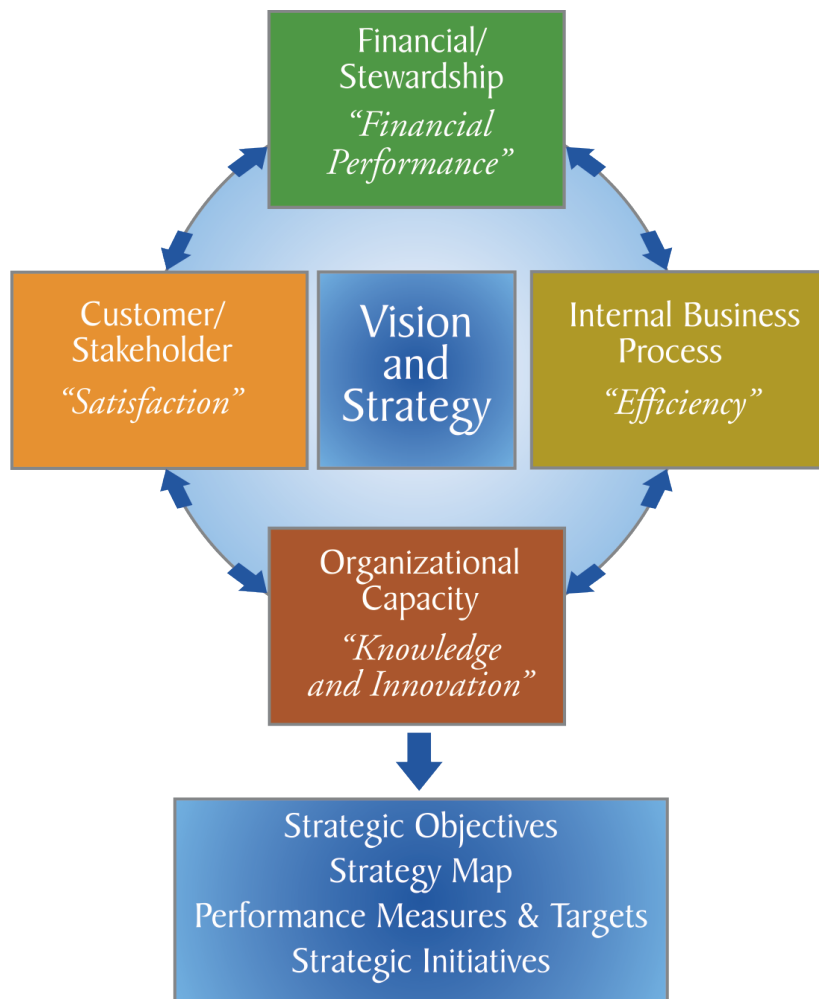 Financial/
Stewardship
“Financial
Performance”
Customer/
Stakeholder
“Satisfaction”
Vision
and
Strategy
Internal Business
Process
“Efficiency”
Organizational
Capacity
“Knowledge
and Innovation”
Strategic Objectives
Strategy Map
Performance Measures & Targets
Strategic Initiatives